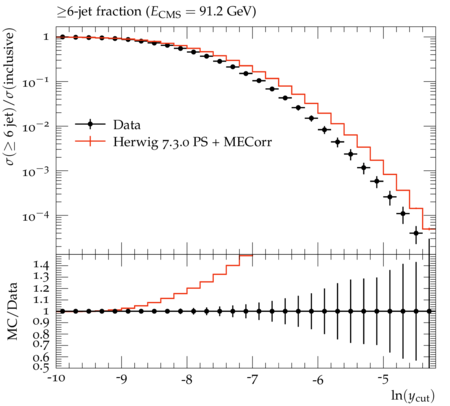 ≥6-jet fraction (E_CMS = 91.2 GeV)
σ(≥ 6 jet)/σ(inclusive)
1
10⁻¹
10⁻²
10⁻³
10⁻⁴
Data
Herwig 7.3.0 PS + MECorr
MC/Data
1.4
1.3
1.2
1.1
1
0.9
0.8
0.7
0.6
0.5
-10 -9 -8 -7 -6 -5
ln(y_cut)